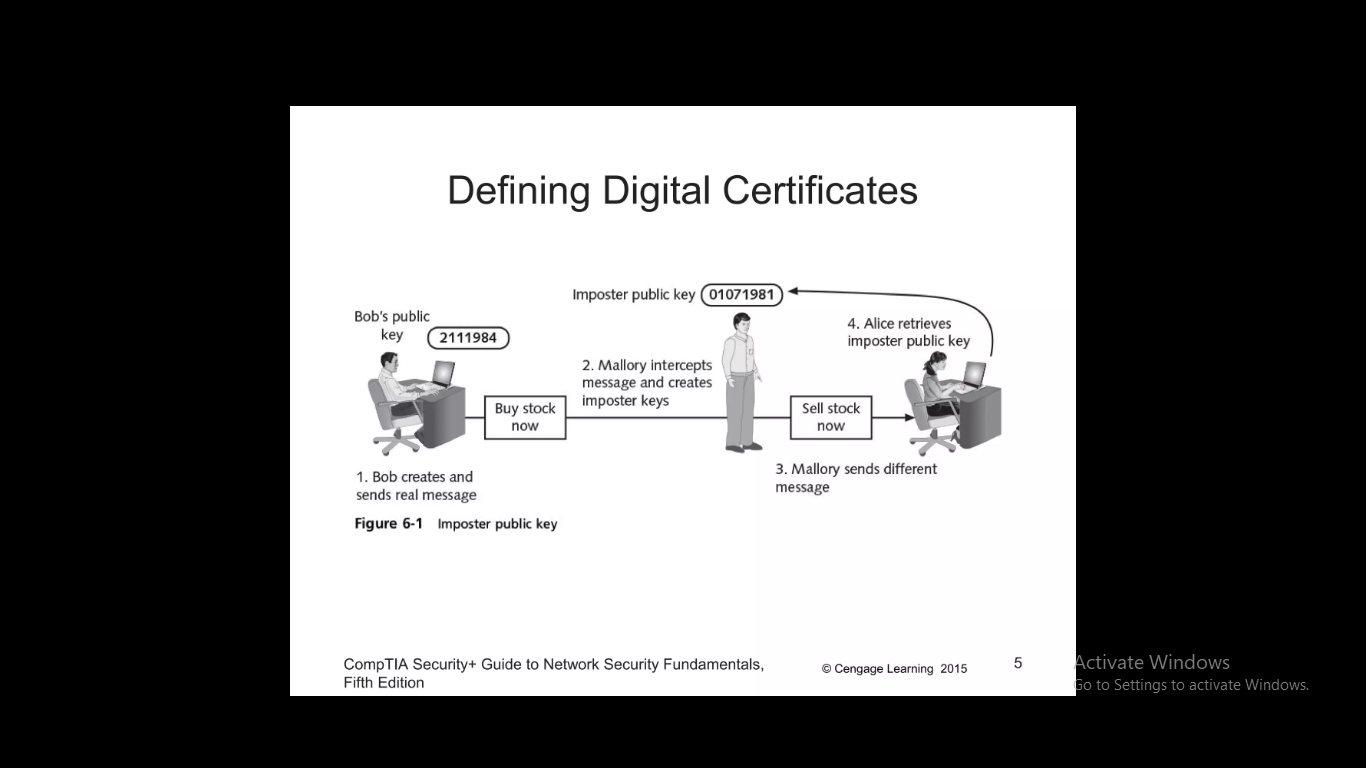 Defining Digital Certificates
Imposter public key 01071981
Bob's public
key 2111984
4. Alice retrieves
imposter public key
2. Mallory intercepts
message and creates
imposter keys
Buy stock
now
Sell stock
now
1. Bob creates and
sends real message
3. Mallory sends different
message
Figure 6-1 Imposter public key
CompTIA Security+ Guide to Network Security Fundamentals,
Fifth Edition
© Cengage Learning 2015
5
Activate Windows
Go to Settings to activate Windows.